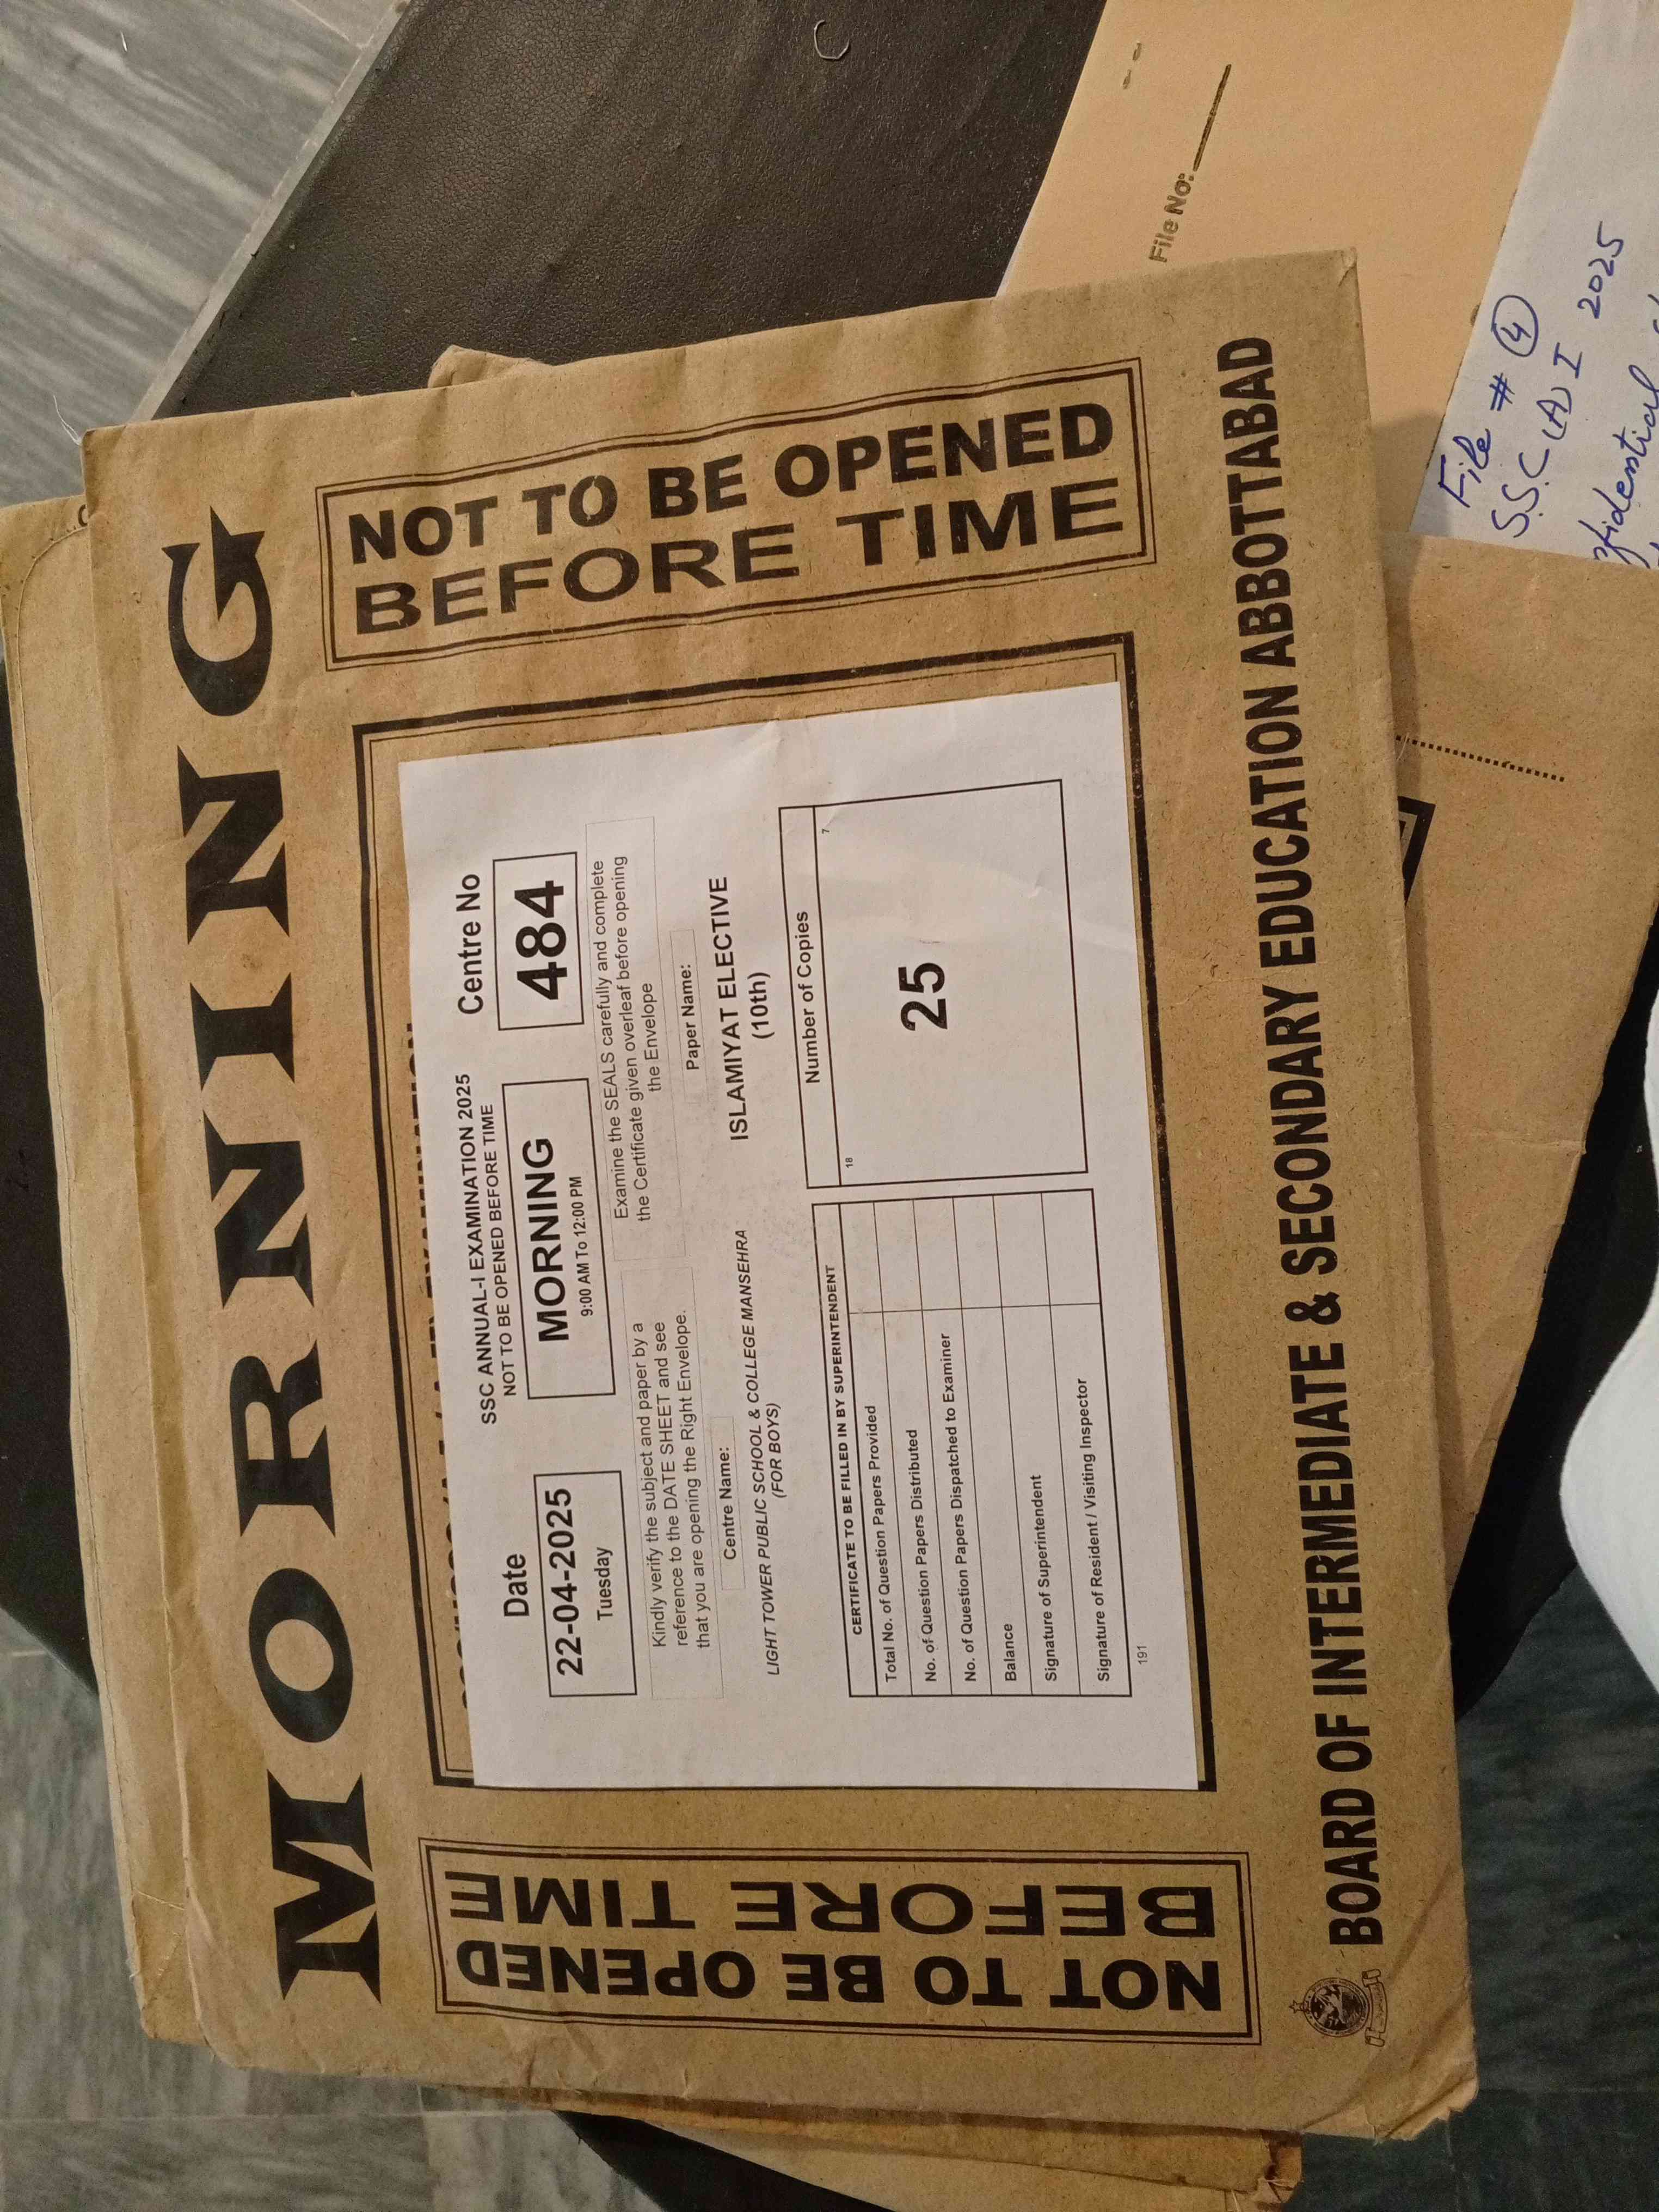 MORNING
NOT TO BE OPENED
BEFORE TIME
NOT TO BE OPENED
BEFORE TIME
SSC ANNUAL-I EXAMINATION 2025
NOT TO BE OPENED BEFORE TIME
Date
22-04-2025
Tuesday
MORNING
9:00 AM To 12:00 PM
Centre No
484
Kindly verify the subject and paper by a
reference to the DATE SHEET and see
that you are opening the Right Envelope.
Examine the SEALS carefully and complete
the Certificate given overleaf before opening
the Envelope
Centre Name:
LIGHT TOWER PUBLIC SCHOOL & COLLEGE MANSEHRA
(FOR BOYS)
Paper Name:
ISLAMIYAT ELECTIVE
(10th)
CERTIFICATE TO BE FILLED IN BY SUPERINTENDENT
Total No. of Question Papers Provided
No. of Question Papers Distributed
No. of Question Papers Dispatched to Examiner
Balance
Signature of Superintendent
Signature of Resident / Visiting Inspector
Number of Copies
18
7
25
191
BOARD OF INTERMEDIATE & SECONDARY EDUCATION ABBOTTABAD
File No:
File # 4
S.S.C (A) I 2025